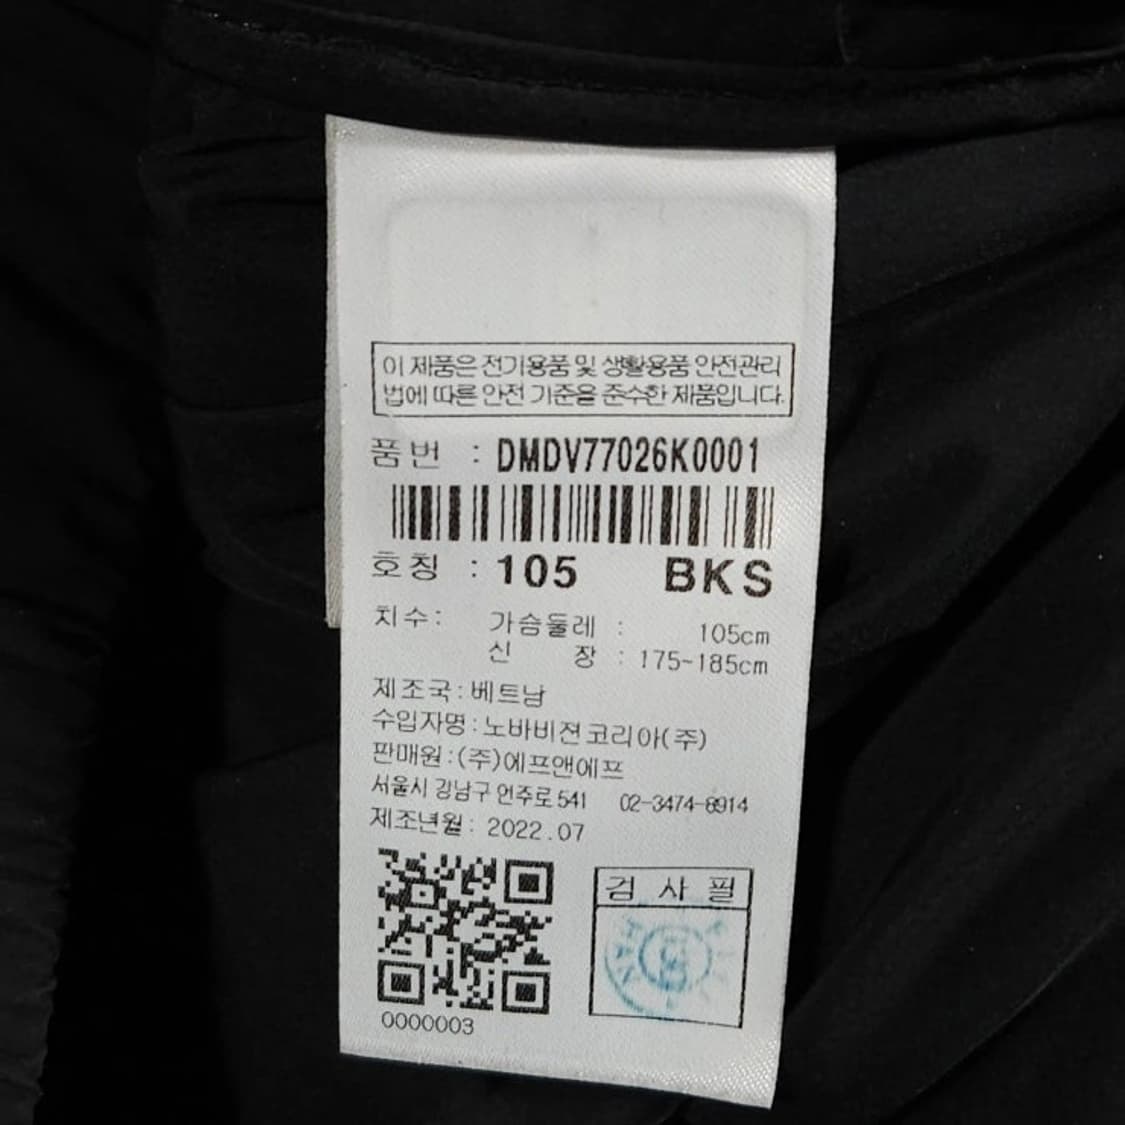 이 제품은 전기용품 및 생활용품 안전관리
법에 따른 안전 기준을 준수한 제품입니다.
품번 : DMDV77026K0001
호칭 : 105 BKS
치수: 가슴둘레 : 105cm
신 장 : 175~185cm
제조국:베트남
수입자명:노바비젼코리아(주)
판매원:(주)에프앤에프
서울시 강남구 언주로541 02-3474-8914
제조년월: 2022.07
검 사 필
0000003